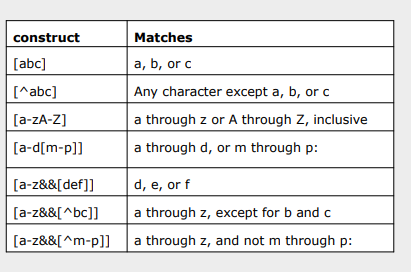 construct Matches
[abc] a, b, or c
[^abc] Any character except a, b, or c
[a-zA-Z] a through z or A through Z, inclusive
[a-d[m-p]] a through d, or m through p:
[a-z&&[def]] d, e, or f
[a-z&&[^bc]] a through z, except for b and c
[a-z&&[^m-p]] a through z, and not m through p: